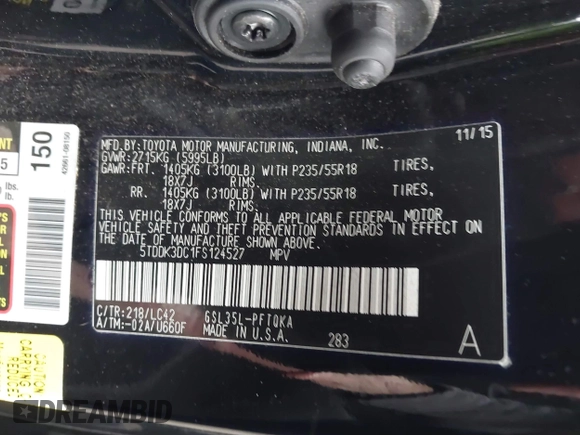 11/15
MFD.BY:TOYOTA MOTOR MANUFACTURING, INDIANA, INC.
GVWR:2715KG (5995LB)
GAWR:FRT. 1405KG (3100LB) WITH P235/55R18 TIRES,
18X7J RIMS.
RR. 1405KG (3100LB) WITH P235/55R18 TIRES,
18X7J RIMS.
THIS VEHICLE CONFORMS TO ALL APPLICABLE FEDERAL MOTOR
VEHICLE SAFETY AND THEFT PREVENTION STANDARDS IN EFFECT ON
THE DATE OF MANUFACTURE SHOWN ABOVE.
5TDDK3DC1FS124527 MPV
C/TR:218/LC42 GSL35L-PFTQKA
A/TM:-02A/U660F MADE IN U.S.A. 283
A
150
42661-08150
lbs.
DREAMBID